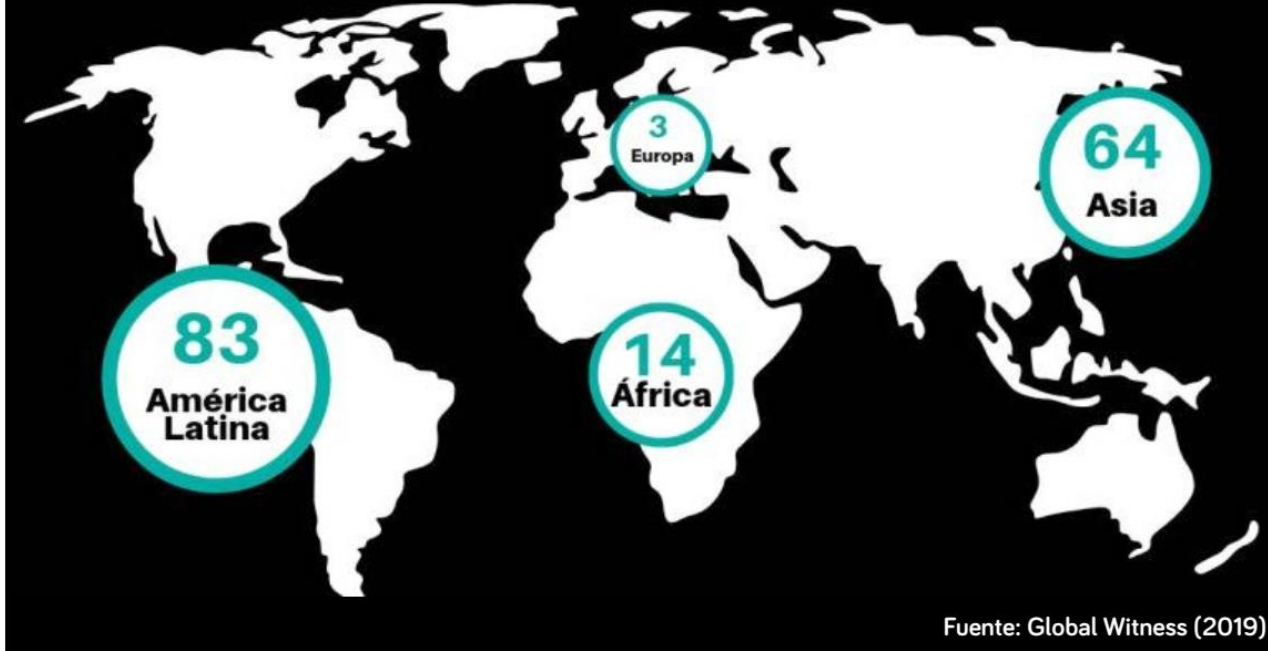 3
Europa
64
Asia
83
América
Latina
14
África
Fuente: Global Witness (2019)